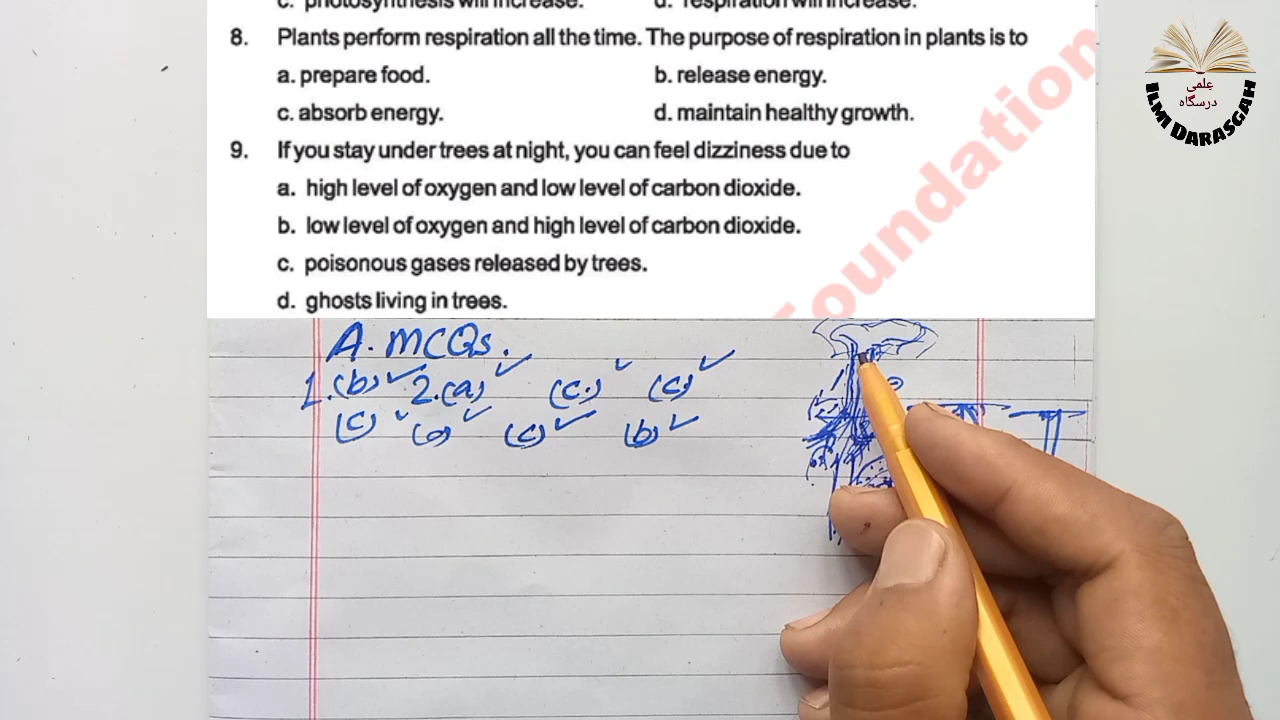 c. photosynthesis will increase. d. respiration will increase.
8. Plants perform respiration all the time. The purpose of respiration in plants is to
a. prepare food. b. release energy.
c. absorb energy. d. maintain healthy growth.
9. If you stay under trees at night, you can feel dizziness due to
a. high level of oxygen and low level of carbon dioxide.
b. low level of oxygen and high level of carbon dioxide.
c. poisonous gases released by trees.
d. ghosts living in trees.
Foundation
علمی
درسگاہ
ILMI DARASGAH
A. MCQs.
1. (b) 2. (a) (c) (c)
(c) (a) (c) (b)